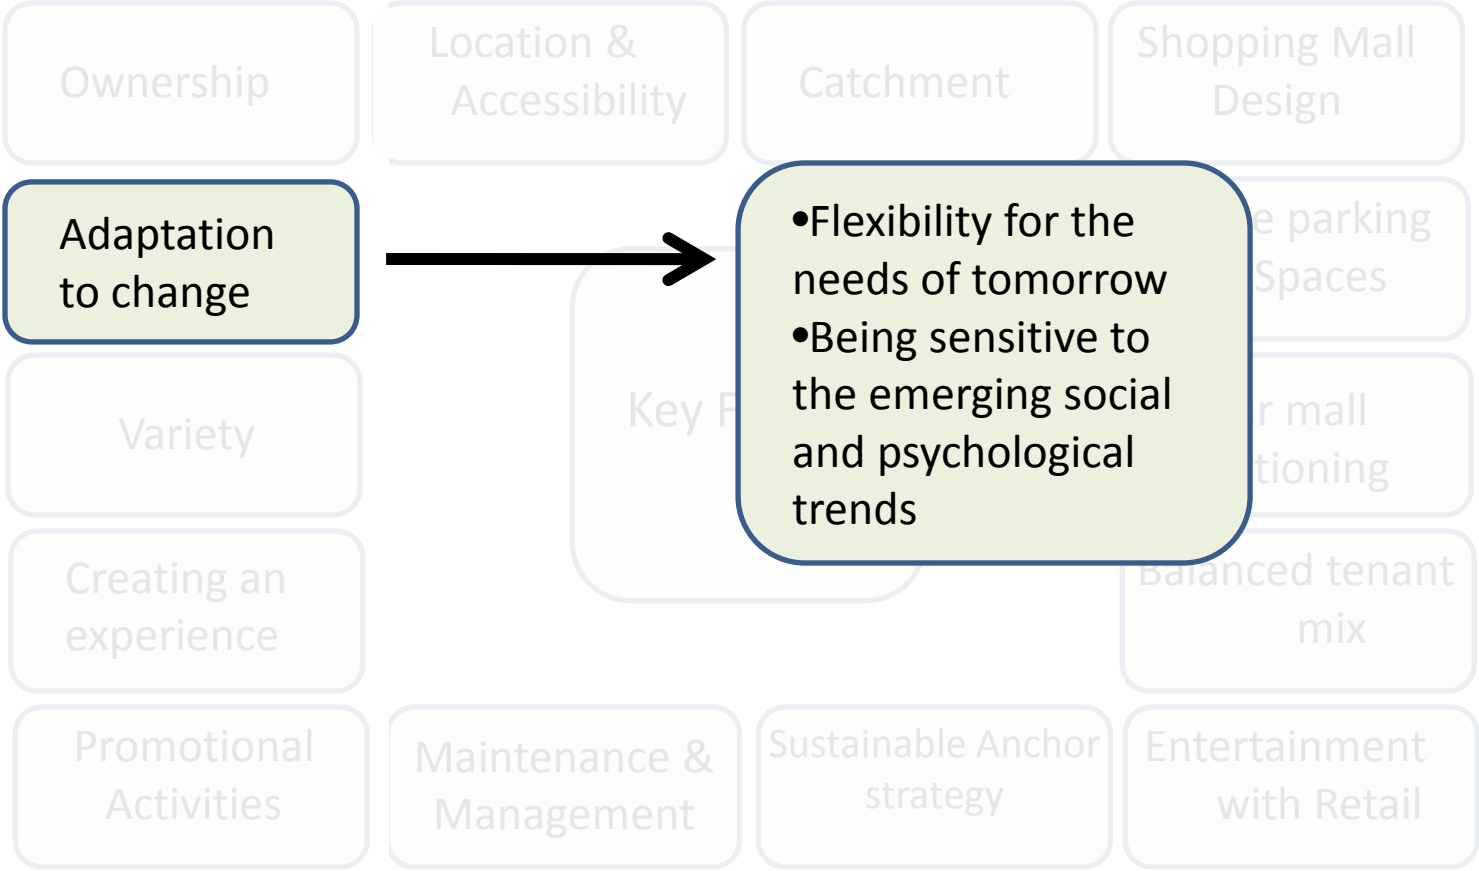 Ownership
Location &
Accessibility
Catchment
Shopping Mall
Design
Adaptation
to change
•Flexibility for the
needs of tomorrow
•Being sensitive to
the emerging social
and psychological
trends
parking
Spaces
Variety
Key
mall
Creating an
experience
Balanced tenant
mix
Promotional
Activities
Maintenance &
Management
Sustainable Anchor
strategy
Entertainment
with Retail